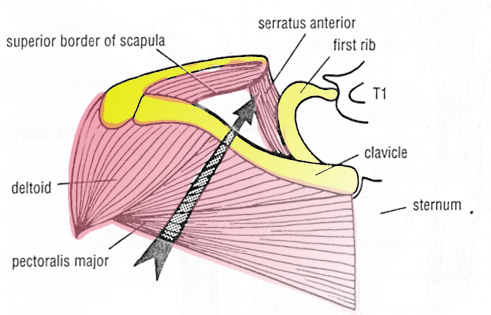 serratus anterior
superior border of scapula
first rib
T1
clavicle
deltoid
sternum
pectoralis major